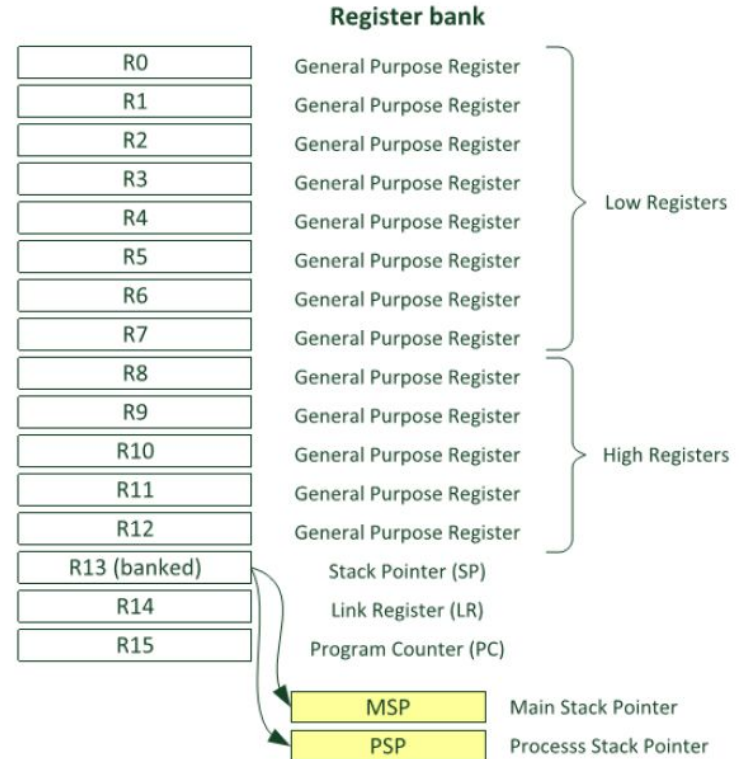 Register bank
R0 General Purpose Register
R1 General Purpose Register
R2 General Purpose Register
R3 General Purpose Register
Low Registers
R4 General Purpose Register
R5 General Purpose Register
R6 General Purpose Register
R7 General Purpose Register
R8 General Purpose Register
R9 General Purpose Register
R10 General Purpose Register High Registers
R11 General Purpose Register
R12 General Purpose Register
R13 (banked) Stack Pointer (SP)
R14 Link Register (LR)
R15 Program Counter (PC)
MSP Main Stack Pointer
PSP Processs Stack Pointer